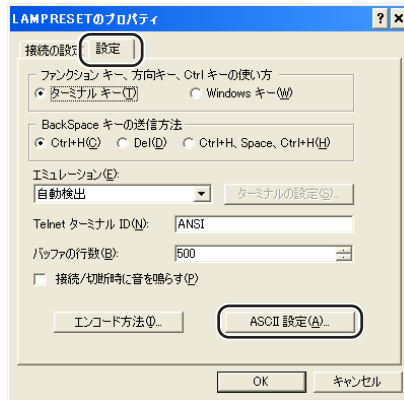 LAMPRESETのプロパティ
接続の設定 設定
ファンクション キー、方向キー、Ctrl キーの使い方
ターミナル キー(T) Windows キー(W)
BackSpace キーの送信方法
Ctrl+H(C) Del(D) Ctrl+H、Space、Ctrl+H(H)
エミュレーション(E):
自動検出 ターミナルの設定(S)...
Telnet ターミナル ID(N): ANSI
バッファの行数(B): 500
接続/切断時に音を鳴らす(P)
エンコード方法(I)... ASCII 設定(A)...
OK キャンセル